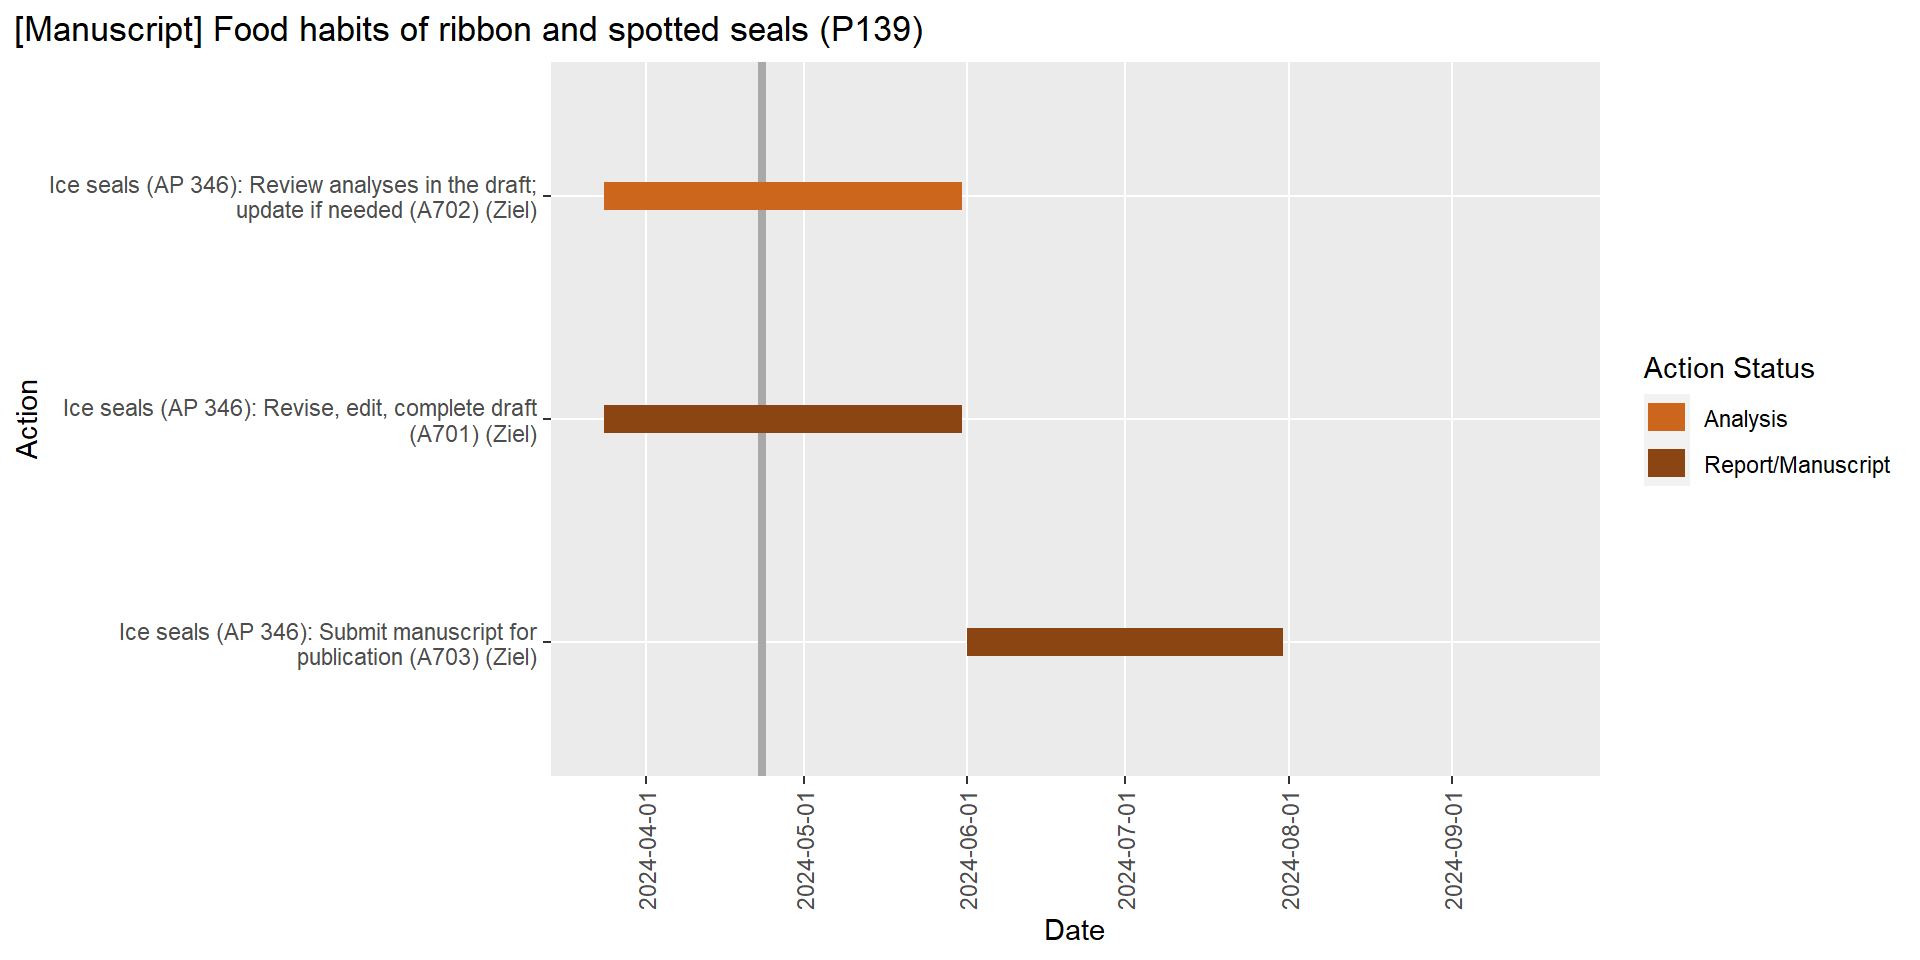 [Manuscript] Food habits of ribbon and spotted seals (P139)
Ice seals (AP 346): Review analyses in the draft;
update if needed (A702) (Ziel)
Ice seals (AP 346): Revise, edit, complete draft
(A701) (Ziel)
Ice seals (AP 346): Submit manuscript for
publication (A703) (Ziel)
Action
2024-04-01
2024-05-01
2024-06-01
2024-07-01
2024-08-01
2024-09-01
Date
Action Status
Analysis
Report/Manuscript